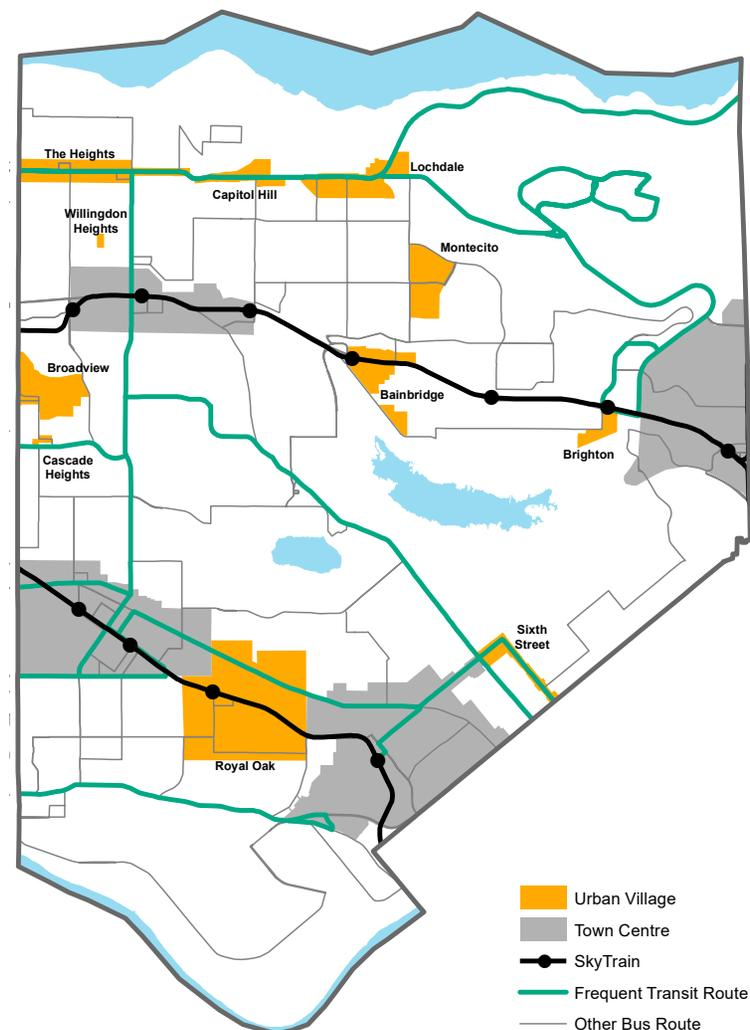 The Heights
Lochdale
Capitol Hill
Willingdon
Heights
Montecito
Broadview
Bainbridge
Brighton
Cascade
Heights
Sixth
Street
Royal Oak
Urban Village
Town Centre
SkyTrain
Frequent Transit Route
Other Bus Route